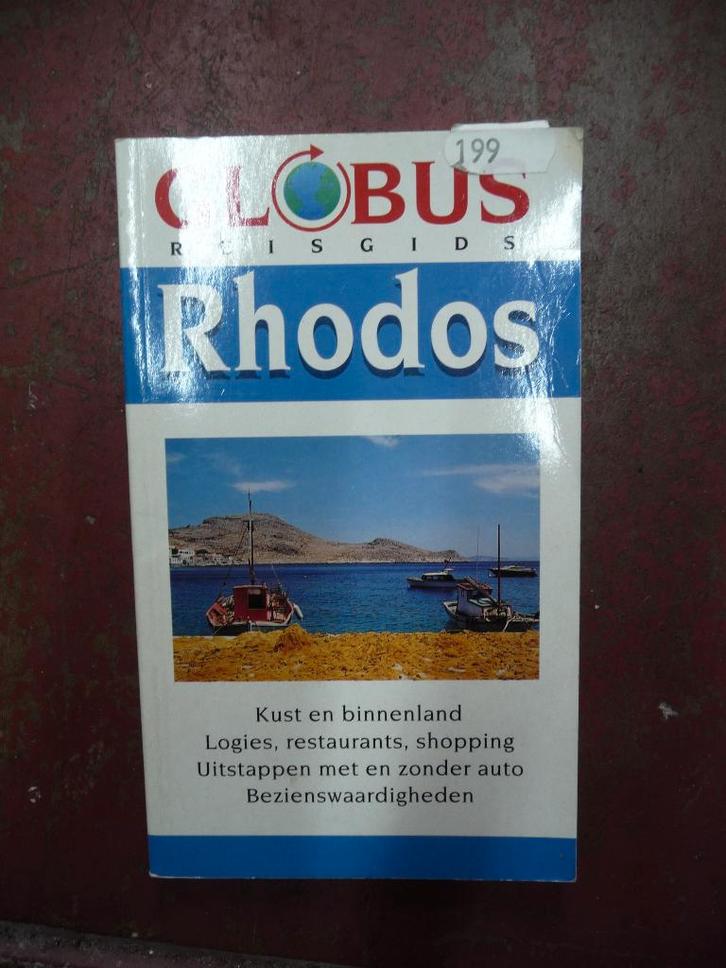 199
GLOBUS
REISGIDS
Rhodos
Kust en binnenland
Logies, restaurants, shopping
Uitstappen met en zonder auto
Bezienswaardigheden